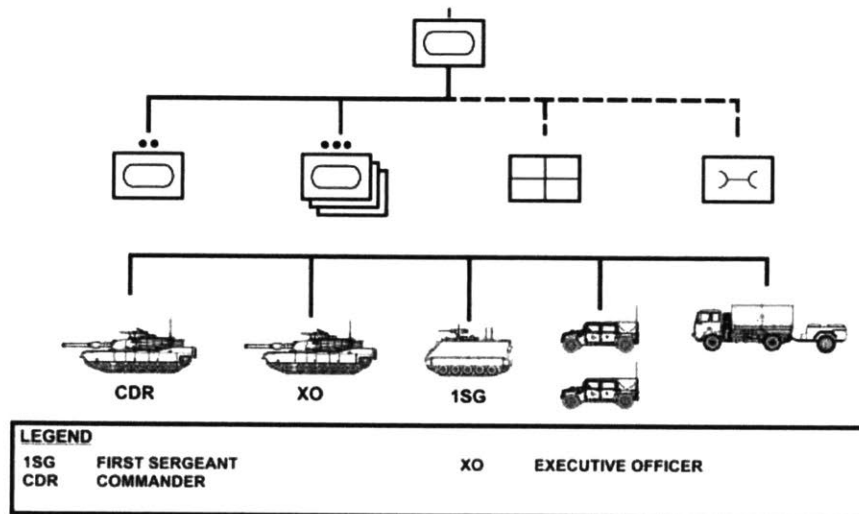 CDR XO 1SG
LEGEND
1SG FIRST SERGEANT XO EXECUTIVE OFFICER
CDR COMMANDER